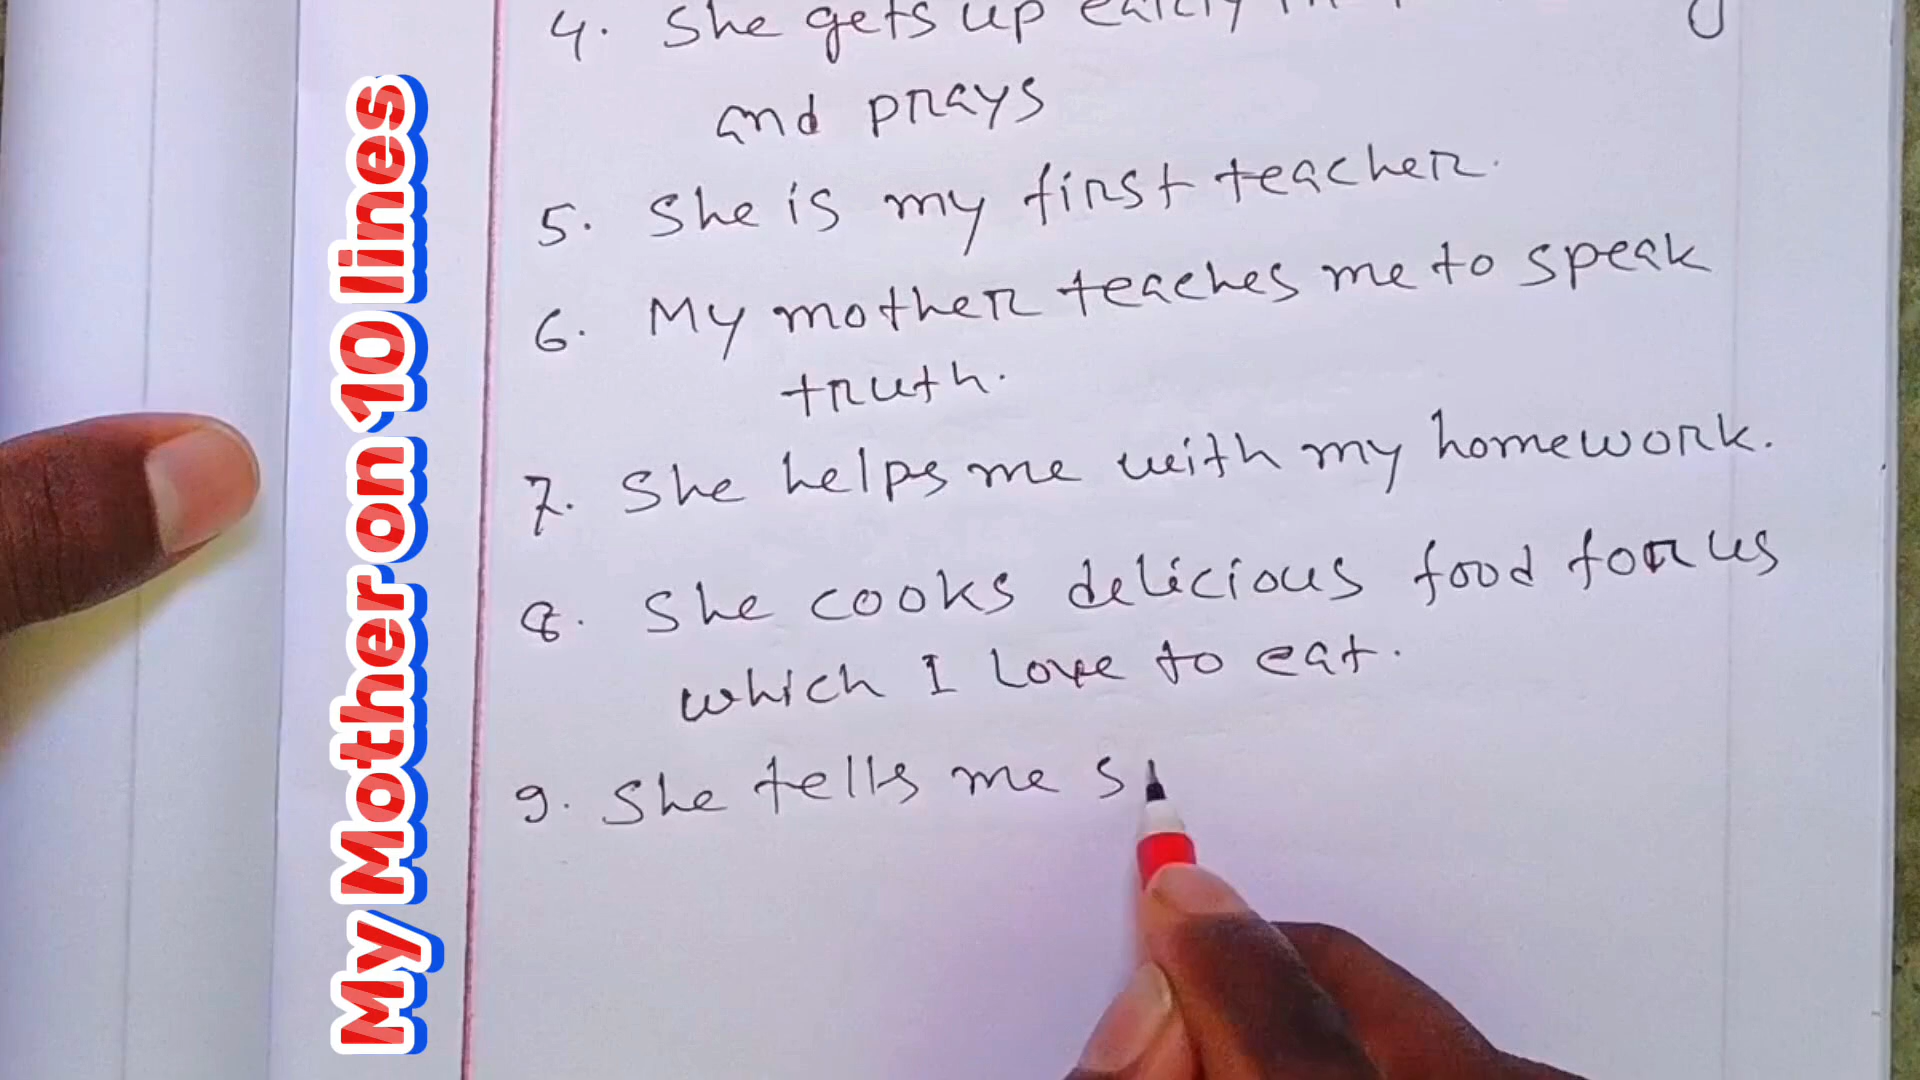 4. She gets up early in
and prays
5. She is my first teacher.
6. My mother teaches me to speak
truth.
7. She helps me with my homework.
8. She cooks delicious food for us
which I love to eat.
9. She tells me s
My Mother on 10 lines